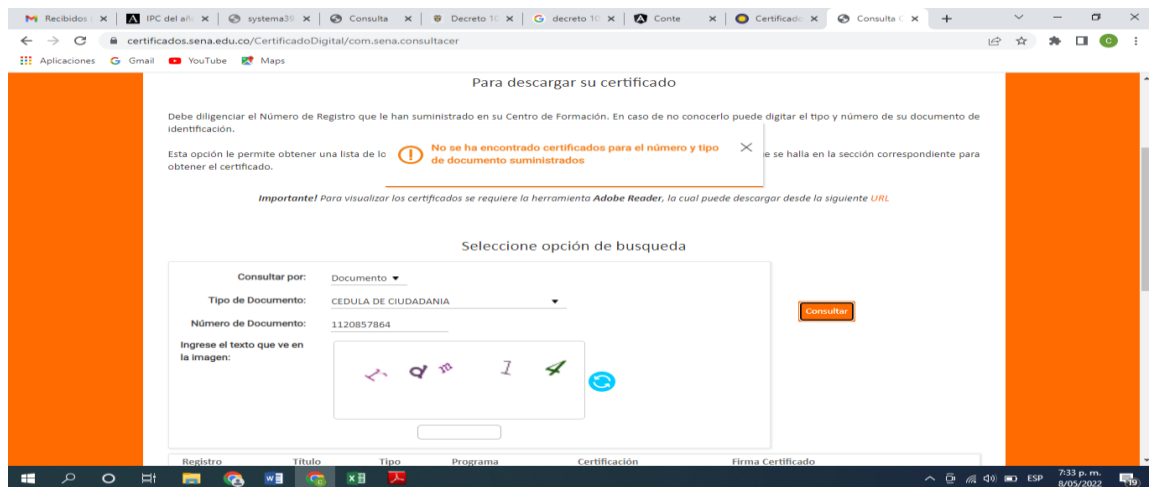 Recibidos
IPC del añ
systema39
Consulta
Decreto 10
decreto 10
Conte
Certificado
Consulta C
certificados.sena.edu.co/CertificadoDigital/com.sena.consultacer
C
Aplicaciones
Gmail
YouTube
Maps
Para descargar su certificado
Debe diligenciar el Número de Registro que le han suministrado en su Centro de Formación. En caso de no conocerlo puede digitar el tipo y número de su documento de
identificación.
No se ha encontrado certificados para el número y tipo
de documento suministrados
Esta opción le permite obtener una lista de lo
e se halla en la sección correspondiente para
obtener el certificado.
Importante! Para visualizar los certificados se requiere la herramienta Adobe Reader, la cual puede descargar desde la siguiente URL
Seleccione opción de busqueda
Consultar por:
Documento
Tipo de Documento:
CEDULA DE CIUDADANIA
Consultar
Número de Documento:
1120857864
Ingrese el texto que ve en
la imagen:
Registro
Título
Tipo
Programa
Certificación
Firma Certificado
ESP
7:33 p. m.
8/05/2022
19